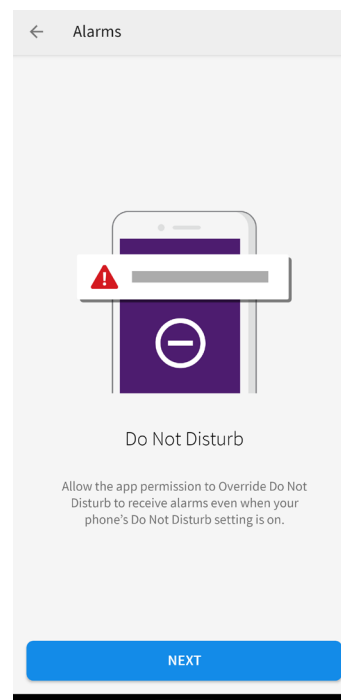 Alarms
Do Not Disturb
Allow the app permission to Override Do Not
Disturb to receive alarms even when your
phone's Do Not Disturb setting is on.
NEXT